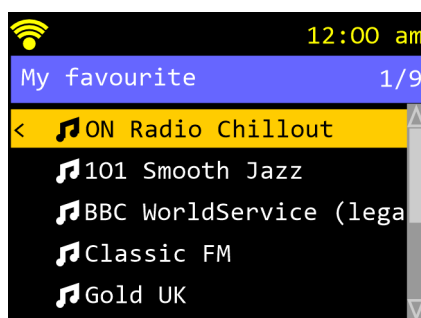 12:00 am
My favourite 1/9
< ON Radio Chillout
101 Smooth Jazz
BBC WorldService (lega
Classic FM
Gold UK